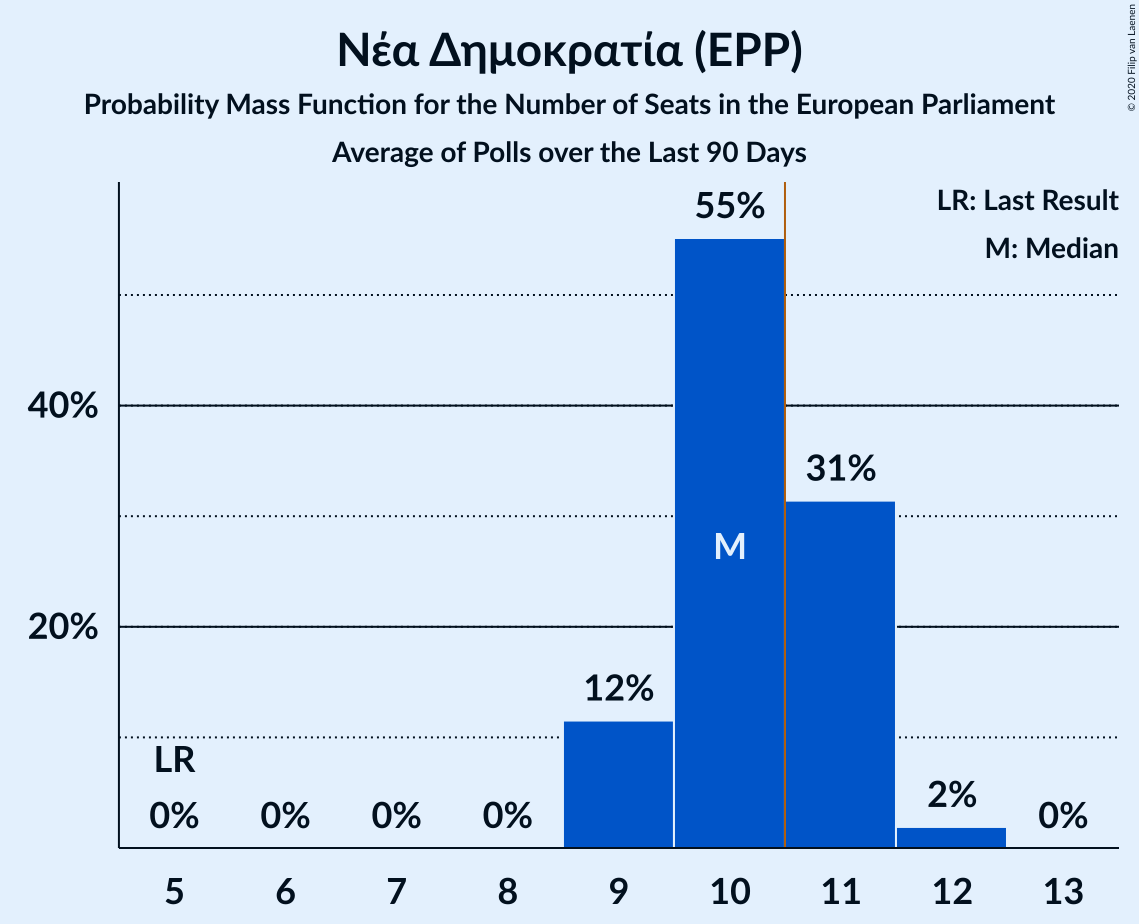 Νέα Δημοκρατία (EPP)
Probability Mass Function for the Number of Seats in the European Parliament
Average of Polls over the Last 90 Days
© 2020 Filip van Laenen
LR: Last Result
M: Median
55%
40%
31%
M
20%
12%
LR
2%
0% 0% 0% 0% 0%
5 6 7 8 9 10 11 12 13